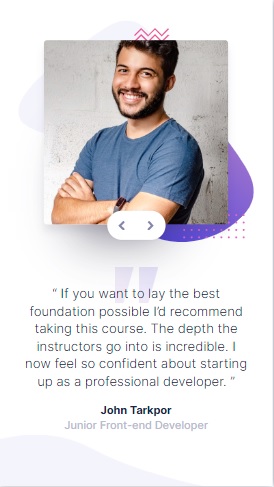 “ If you want to lay the best
foundation possible I’d recommend
taking this course. The depth the
instructors go into is incredible. I
now feel so confident about starting
up as a professional developer. ”
John Tarkpor
Junior Front-end Developer